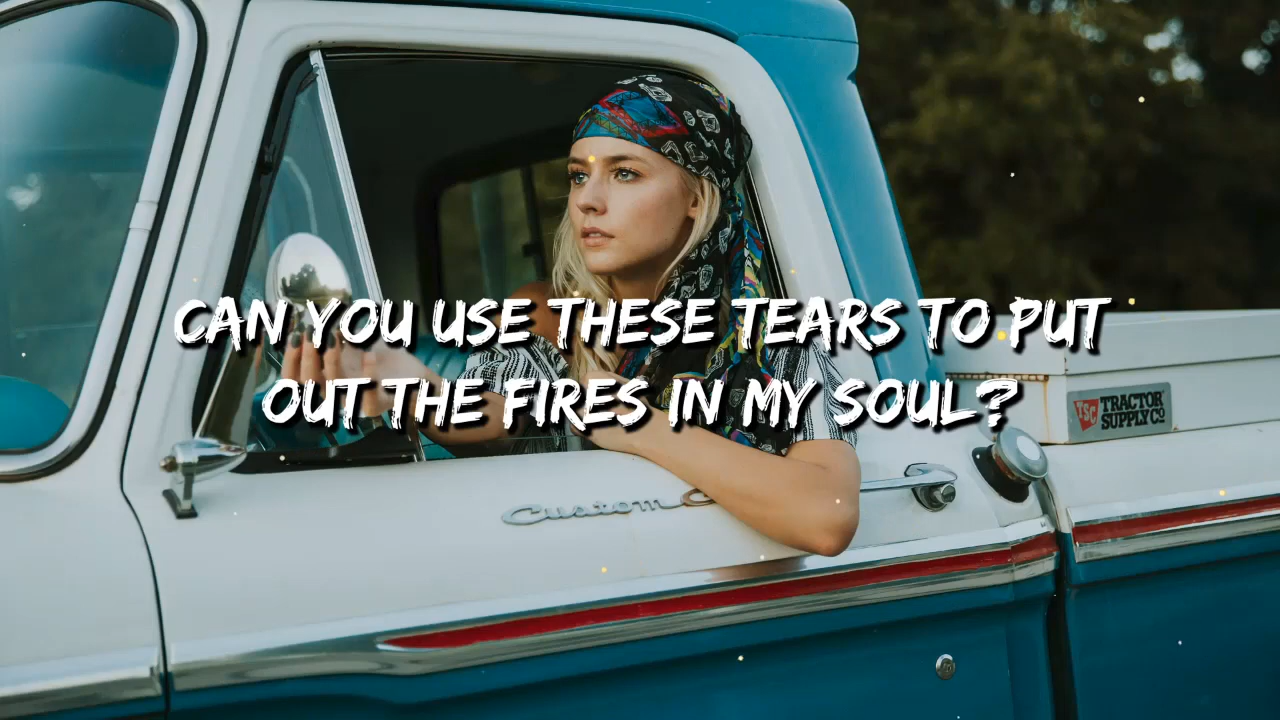 CAN YOU USE THESE TEARS TO PUT
OUT THE FIRES IN MY SOUL?
TSC TRACTOR
SUPPLY CO
Custom